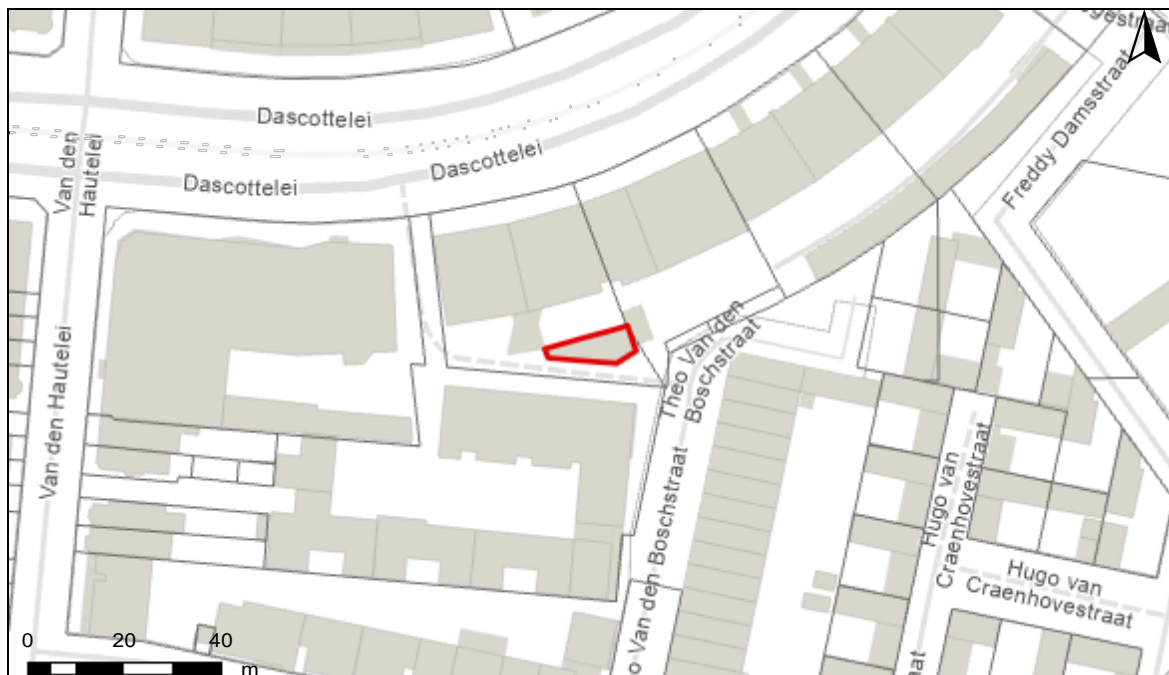 Dascottelei
Dascottelei
Dascottelei
Van den
Hautelei
Van den Hautelei
Freddy Damsstraat
Theo Van den
Boschstraat
Van den Boschstraat
Hugo van
Craenhovestraat
Hugo van
Craenhovestraat
0 20 40
m